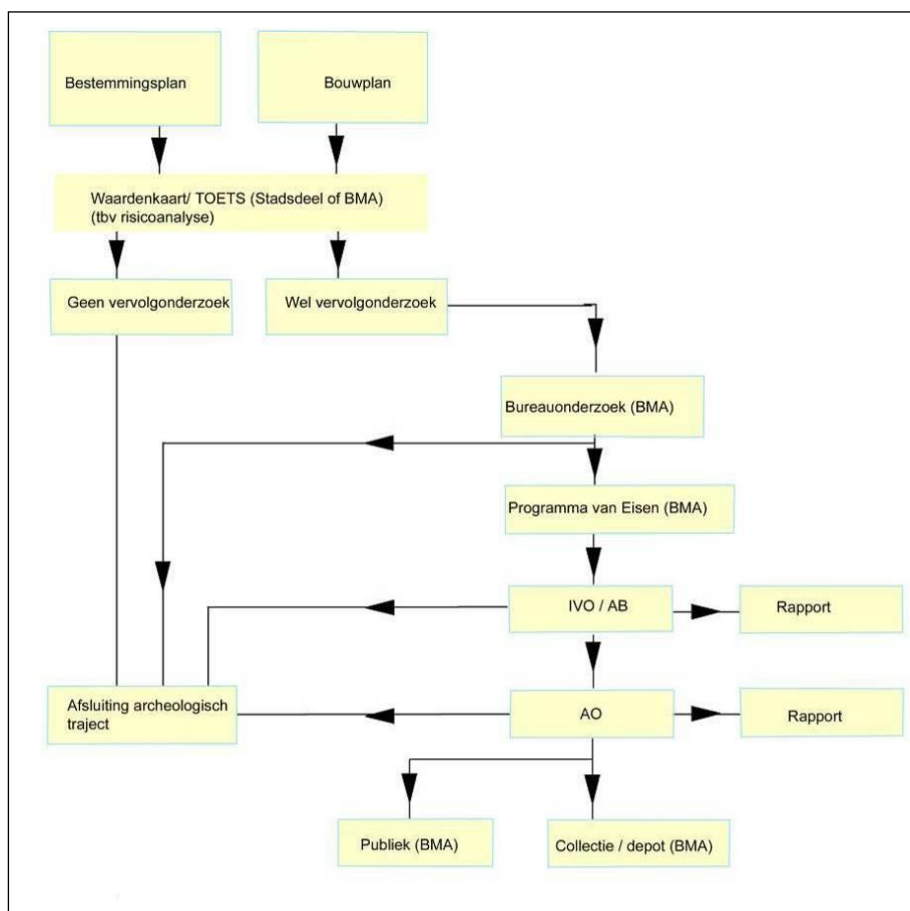 Bestemmingsplan
Bouwplan
Waardenkaart/ TOETS (Stadsdeel of BMA)
(tbv risicoanalyse)
Geen vervolgonderzoek
Wel vervolgonderzoek
Bureauonderzoek (BMA)
Programma van Eisen (BMA)
IVO / AB
Rapport
Afsluiting archeologisch
traject
AO
Rapport
Publiek (BMA)
Collectie / depot (BMA)